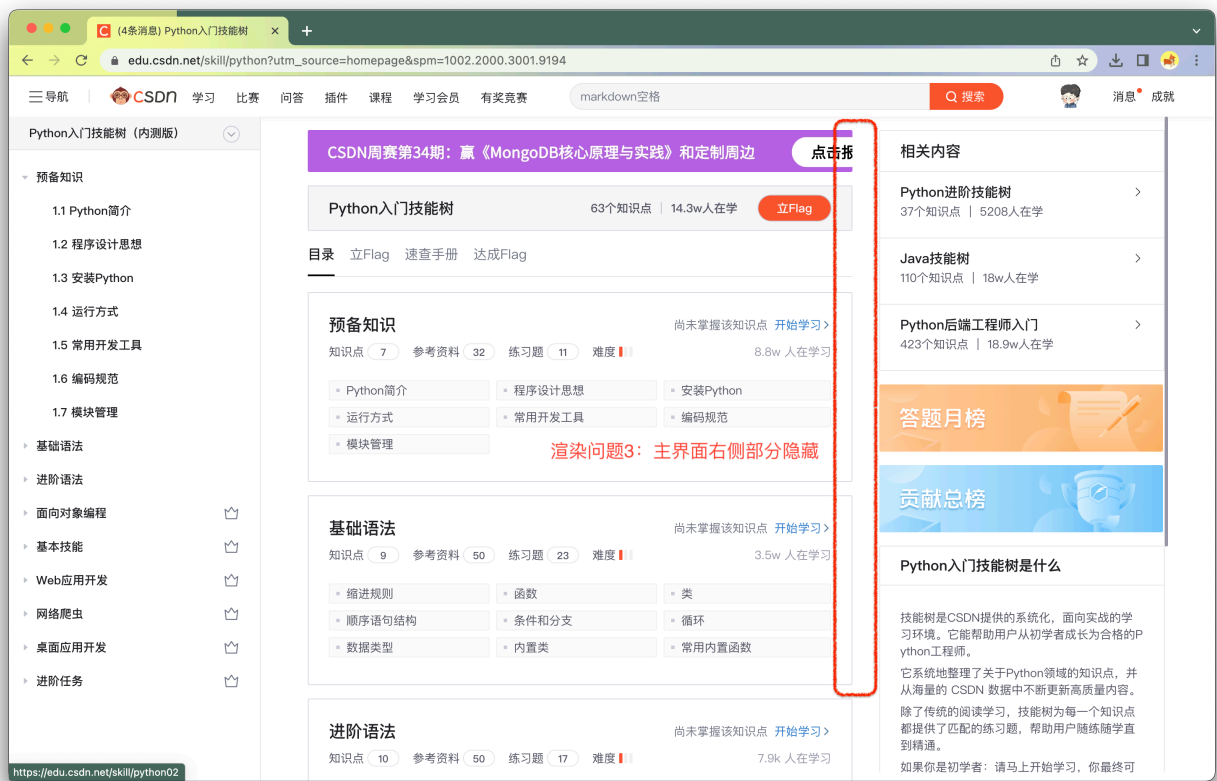 (4条消息) Python入门技能树
edu.csdn.net/skill/python?utm_source=homepage&spm=1002.2000.3001.9194
导航 CSDN 学习 比赛 问答 插件 课程 学习会员 有奖竞赛 markdown空格 搜索 消息 成就
Python入门技能树（内测版）
预备知识
1.1 Python简介
1.2 程序设计思想
1.3 安装Python
1.4 运行方式
1.5 常用开发工具
1.6 编码规范
1.7 模块管理
基础语法
进阶语法
面向对象编程
基本技能
Web应用开发
网络爬虫
桌面应用开发
进阶任务
https://edu.csdn.net/skill/python02
CSDN周赛第34期：赢《MongoDB核心原理与实践》和定制周边 点击报
Python入门技能树 63个知识点 | 14.3w人在学 立Flag
目录 立Flag 速查手册 达成Flag
预备知识 尚未掌握该知识点 开始学习
知识点 7 参考资料 32 练习题 11 难度 8.8w 人在学习
Python简介 程序设计思想 安装Python
运行方式 常用开发工具 编码规范
模块管理
渲染问题3：主界面右侧部分隐藏
基础语法 尚未掌握该知识点 开始学习
知识点 9 参考资料 50 练习题 23 难度 3.5w 人在学习
缩进规则 函数 类
顺序语句结构 条件和分支 循环
数据类型 内置类 常用内置函数
进阶语法 尚未掌握该知识点 开始学习
知识点 10 参考资料 50 练习题 17 难度 7.9k 人在学习
相关内容
Python进阶技能树
37个知识点 | 5208人在学
Java技能树
110个知识点 | 18w人在学
Python后端工程师入门
423个知识点 | 18.9w人在学
答题月榜
贡献总榜
Python入门技能树是什么
技能树是CSDN提供的系统化，面向实战的学
习环境。它能帮助用户从初学者成长为合格的P
ython工程师。
它系统地整理了关于Python领域的知识点，并
从海量的 CSDN 数据中不断更新高质量内容。
除了传统的阅读学习，技能树为每一个知识点
都提供了匹配的练习题，帮助用户随练随学直
到精通。
如果你是初学者：请马上开始学习，你最终可